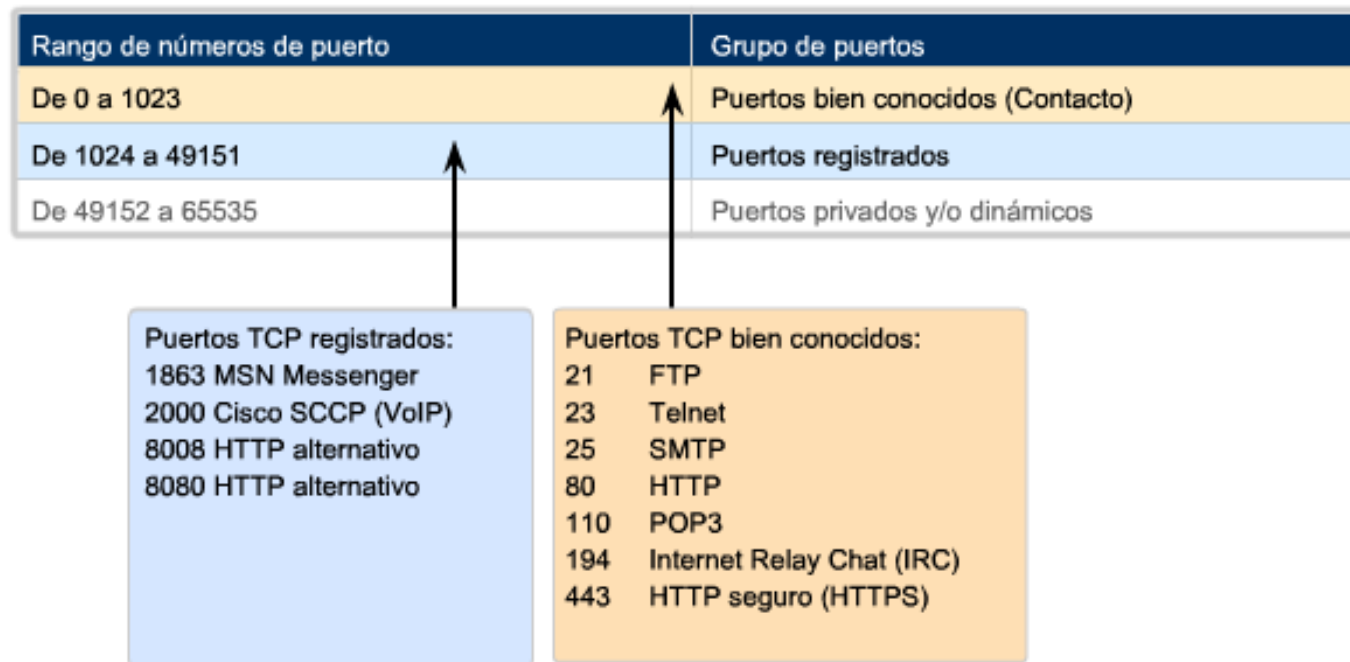 Rango de números de puerto Grupo de puertos
De 0 a 1023 Puertos bien conocidos (Contacto)
De 1024 a 49151 Puertos registrados
De 49152 a 65535 Puertos privados y/o dinámicos
Puertos TCP registrados:
1863 MSN Messenger
2000 Cisco SCCP (VoIP)
8008 HTTP alternativo
8080 HTTP alternativo
Puertos TCP bien conocidos:
21 FTP
23 Telnet
25 SMTP
80 HTTP
110 POP3
194 Internet Relay Chat (IRC)
443 HTTP seguro (HTTPS)